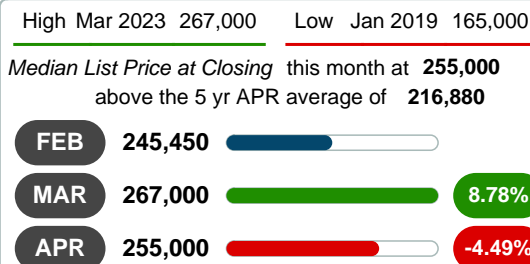 High Mar 2023 267,000 Low Jan 2019 165,000
Median List Price at Closing this month at 255,000
above the 5 yr APR average of 216,880
FEB 245,450
MAR 267,000 8.78%
APR 255,000 -4.49%